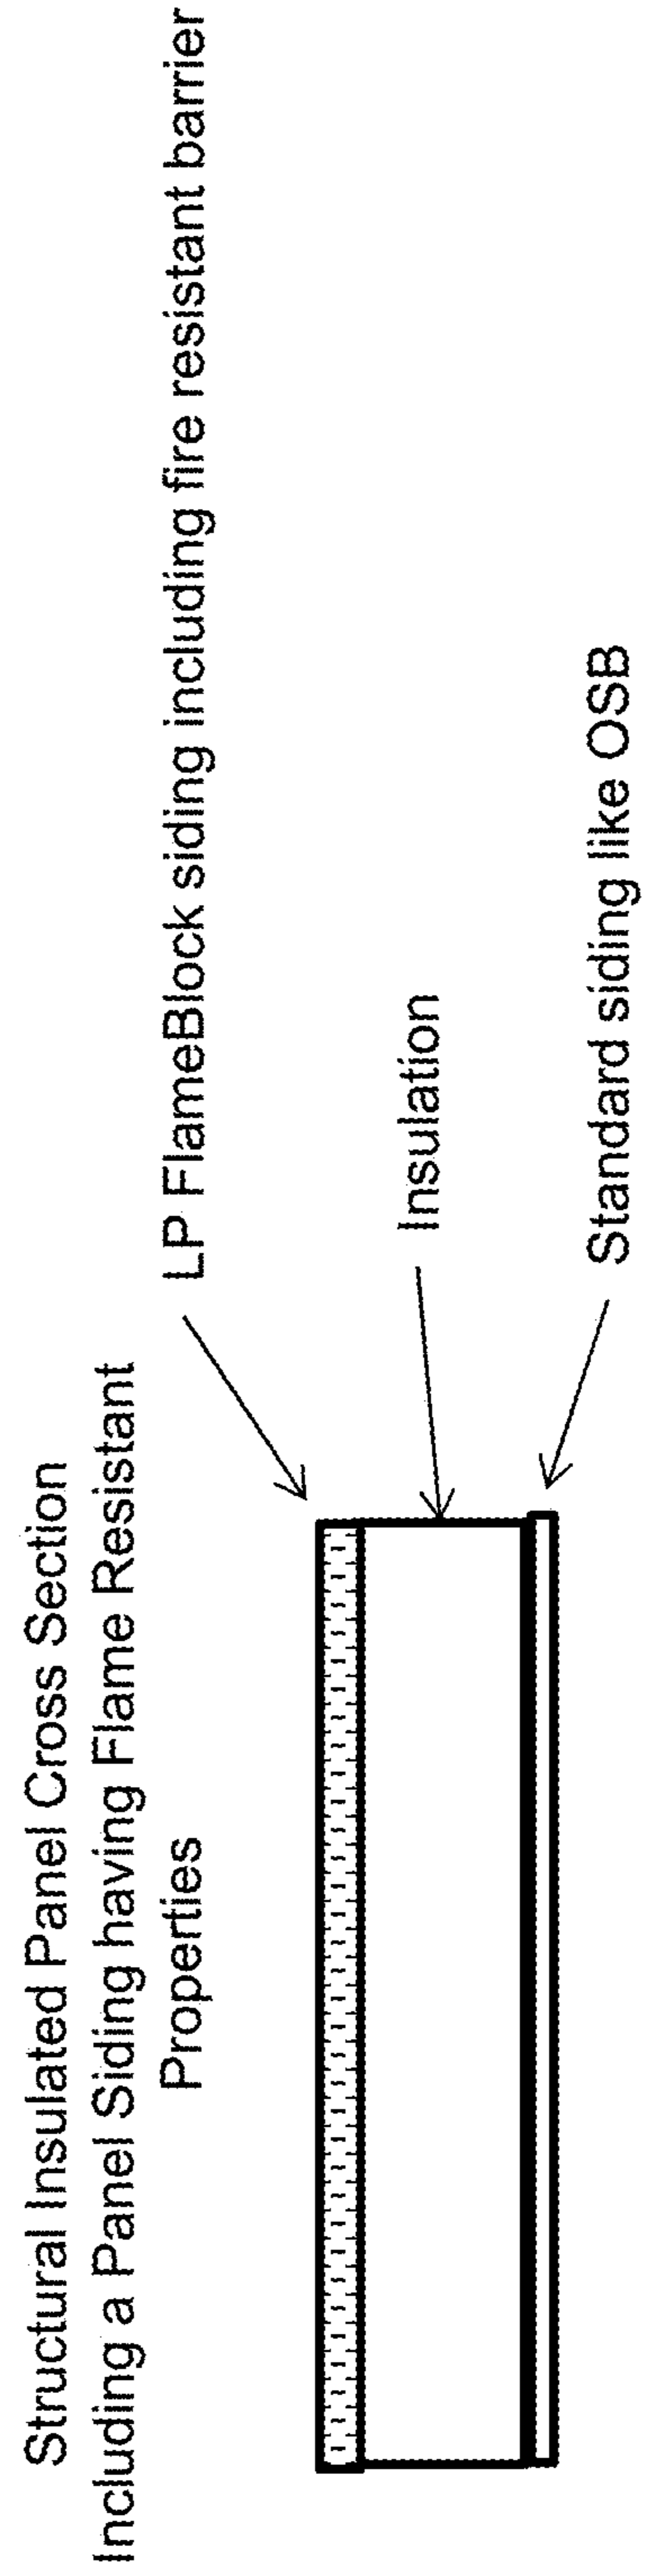 Structural Insulated Panel Cross Section
Including a Panel Siding having Flame Resistant
Properties
LP FlameBlock siding including fire resistant barrier
Insulation
Standard siding like OSB